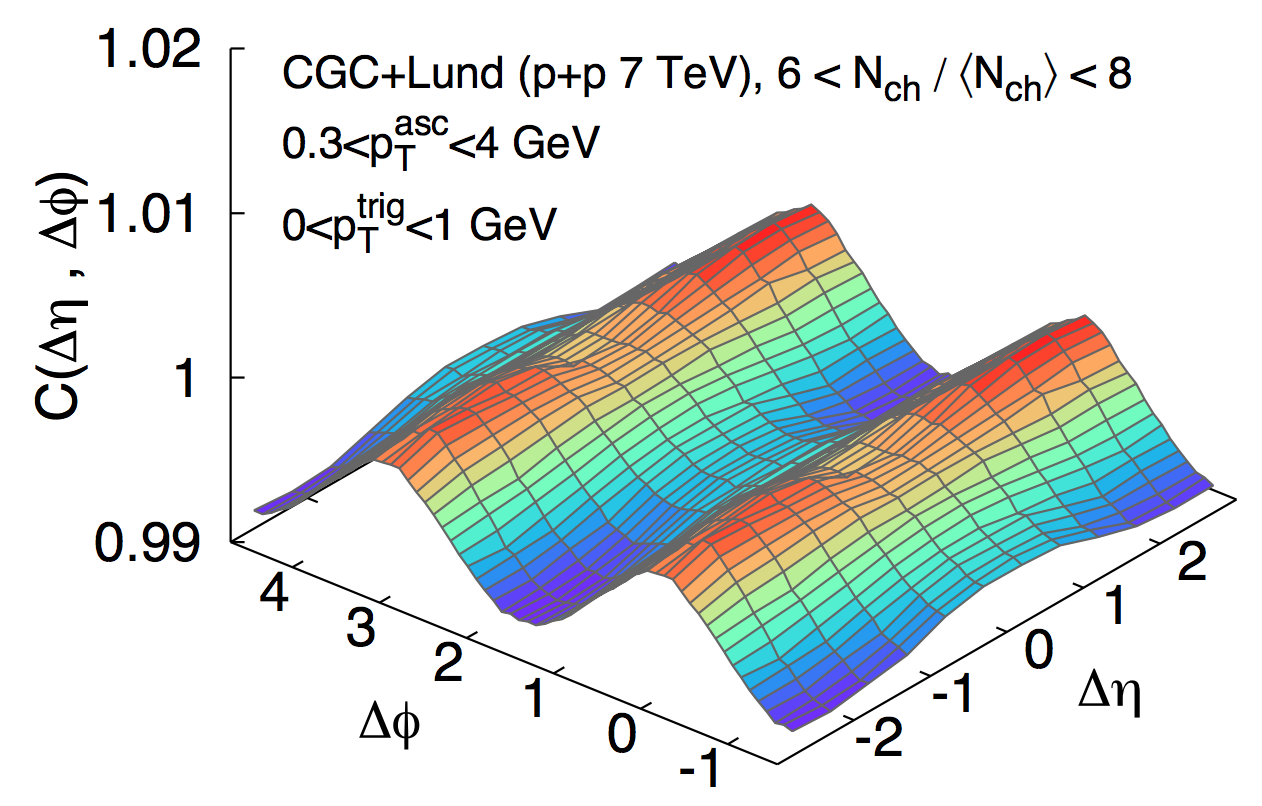 1.02
CGC+Lund (p+p 7 TeV), 6 < N_ch / ⟨N_ch⟩ < 8
0.3<p_T^asc<4 GeV
1.01
0<p_T^trig<1 GeV
C(Δη , Δϕ)
1
0.99
4
3
2
1
0
-1
Δϕ
-2
-1
0
1
2
Δη